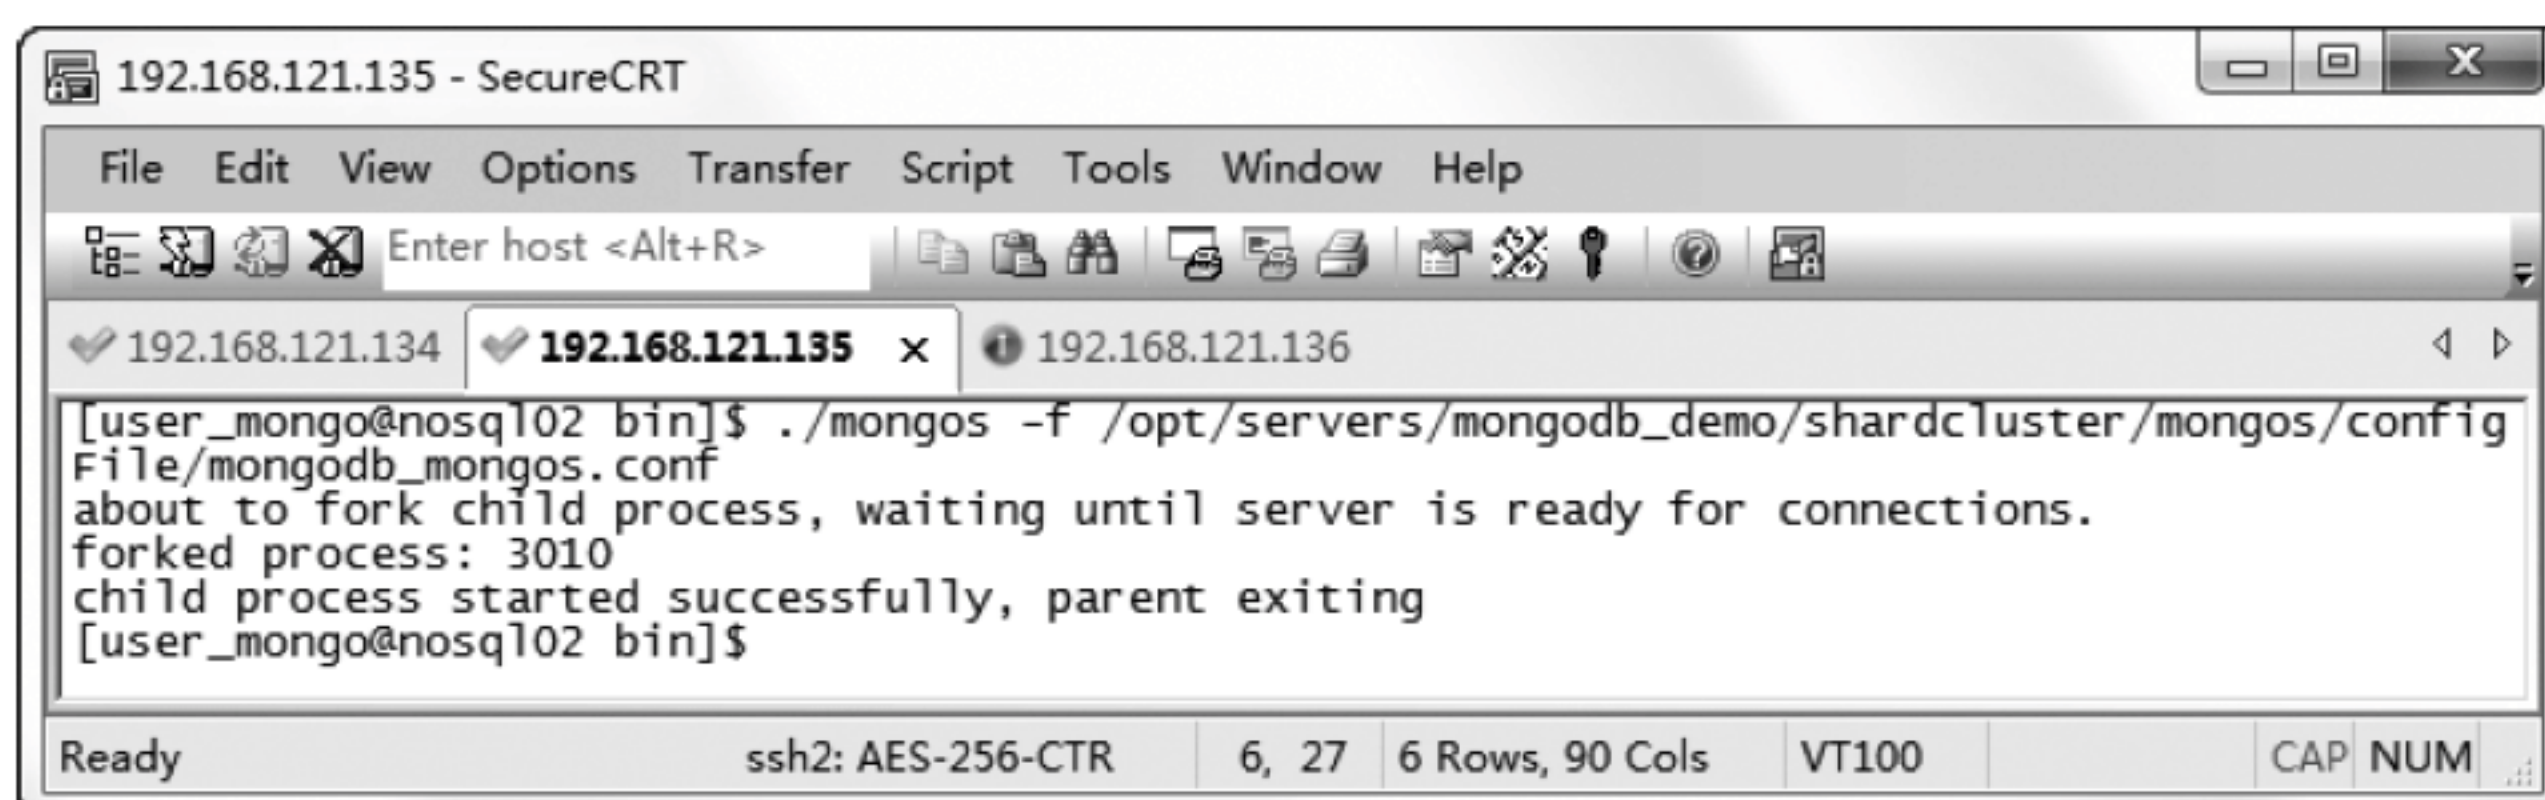 192.168.121.135 - SecureCRT
File Edit View Options Transfer Script Tools Window Help
Enter host <Alt+R>
192.168.121.134 192.168.121.135 x 192.168.121.136
[user_mongo@nosql02 bin]$ ./mongos -f /opt/servers/mongodb_demo/shardcluster/mongos/config
File/mongodb_mongos.conf
about to fork child process, waiting until server is ready for connections.
forked process: 3010
child process started successfully, parent exiting
[user_mongo@nosql02 bin]$
Ready ssh2: AES-256-CTR 6, 27 6 Rows, 90 Cols VT100 CAP NUM